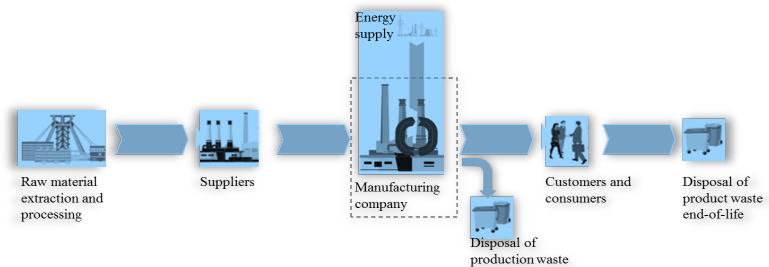 Energy
supply
Raw material
extraction and
processing
Suppliers
Manufacturing
company
Customers and
consumers
Disposal of
product waste
end-of-life
Disposal of
production waste